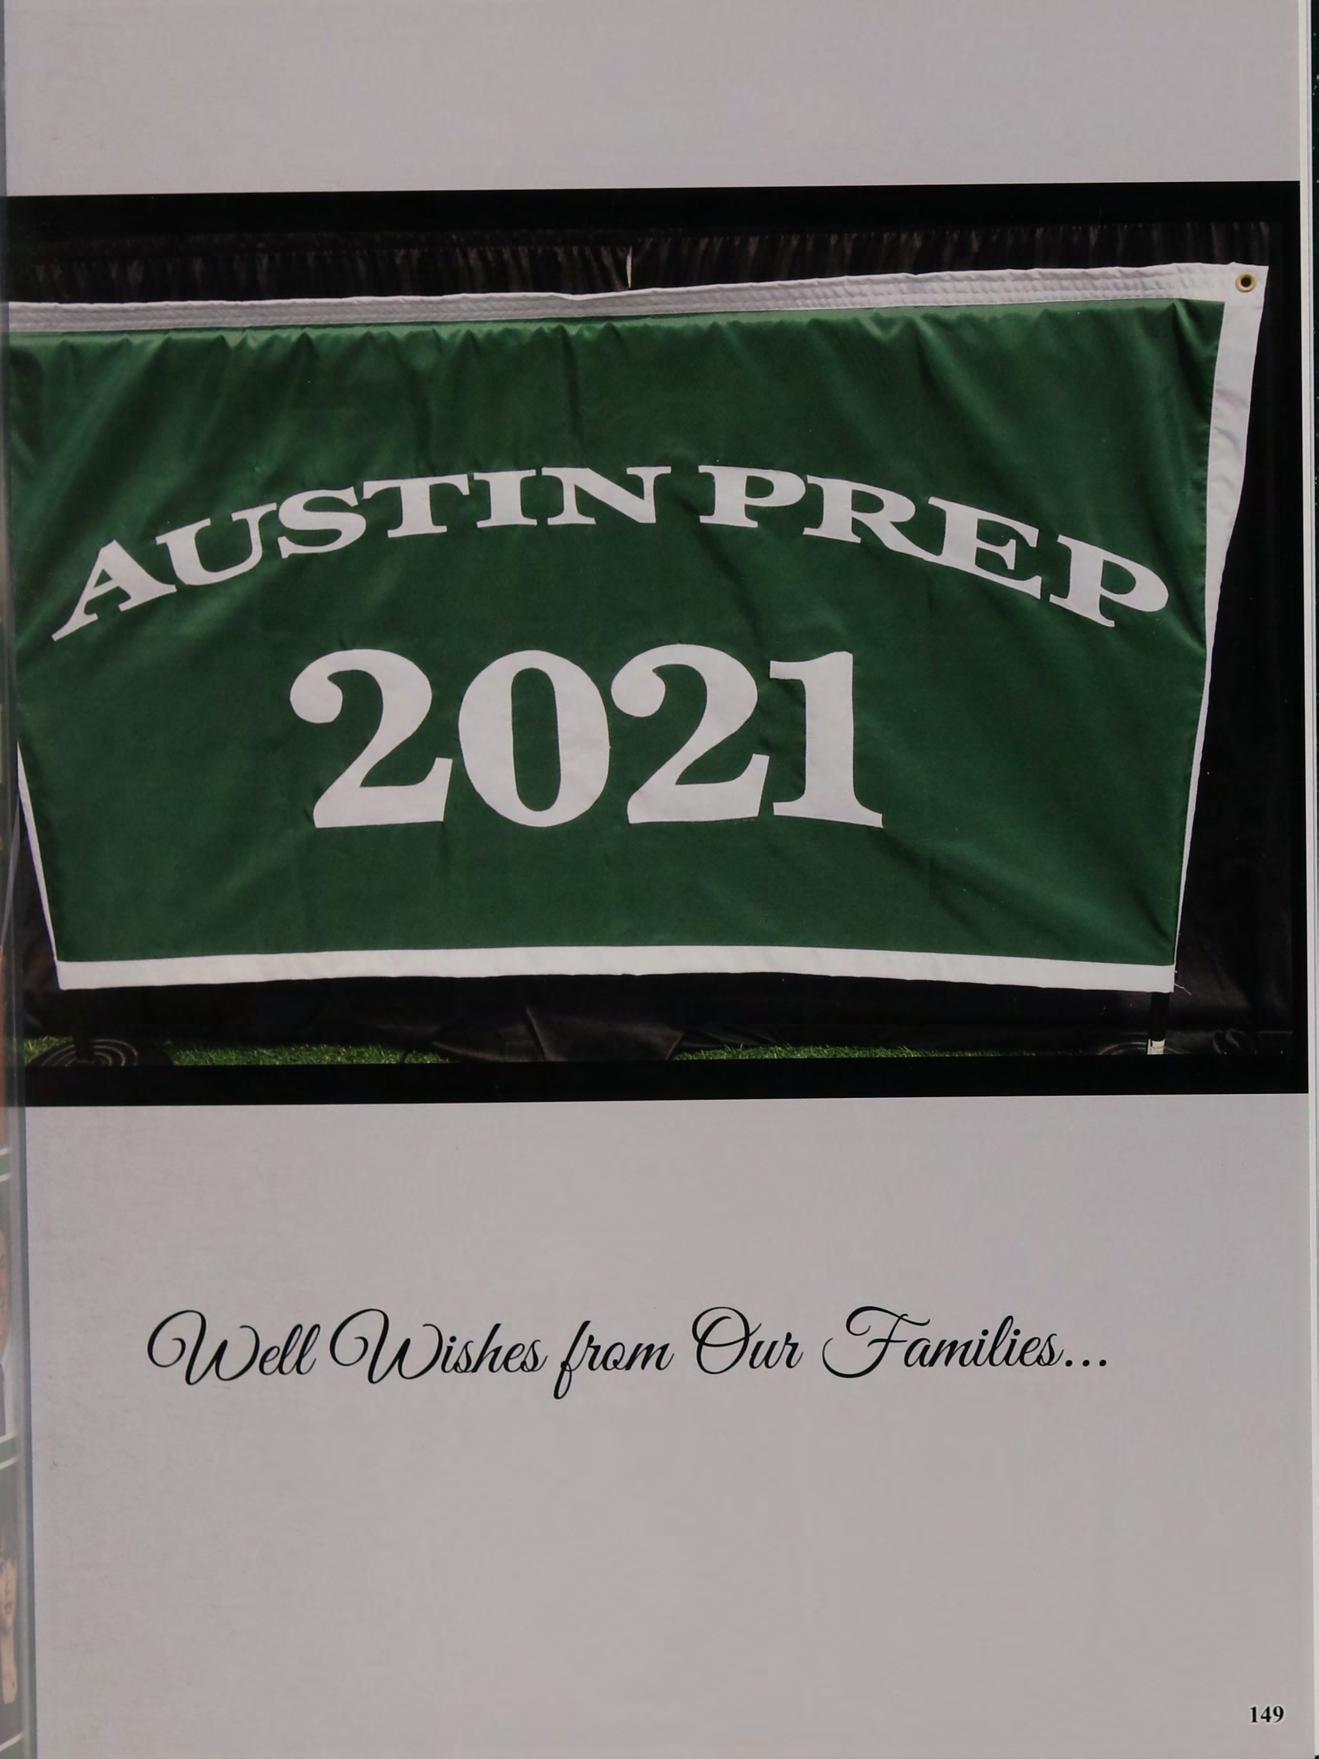 AUSTIN PREP
2021
Well Wishes from Our Families...
149